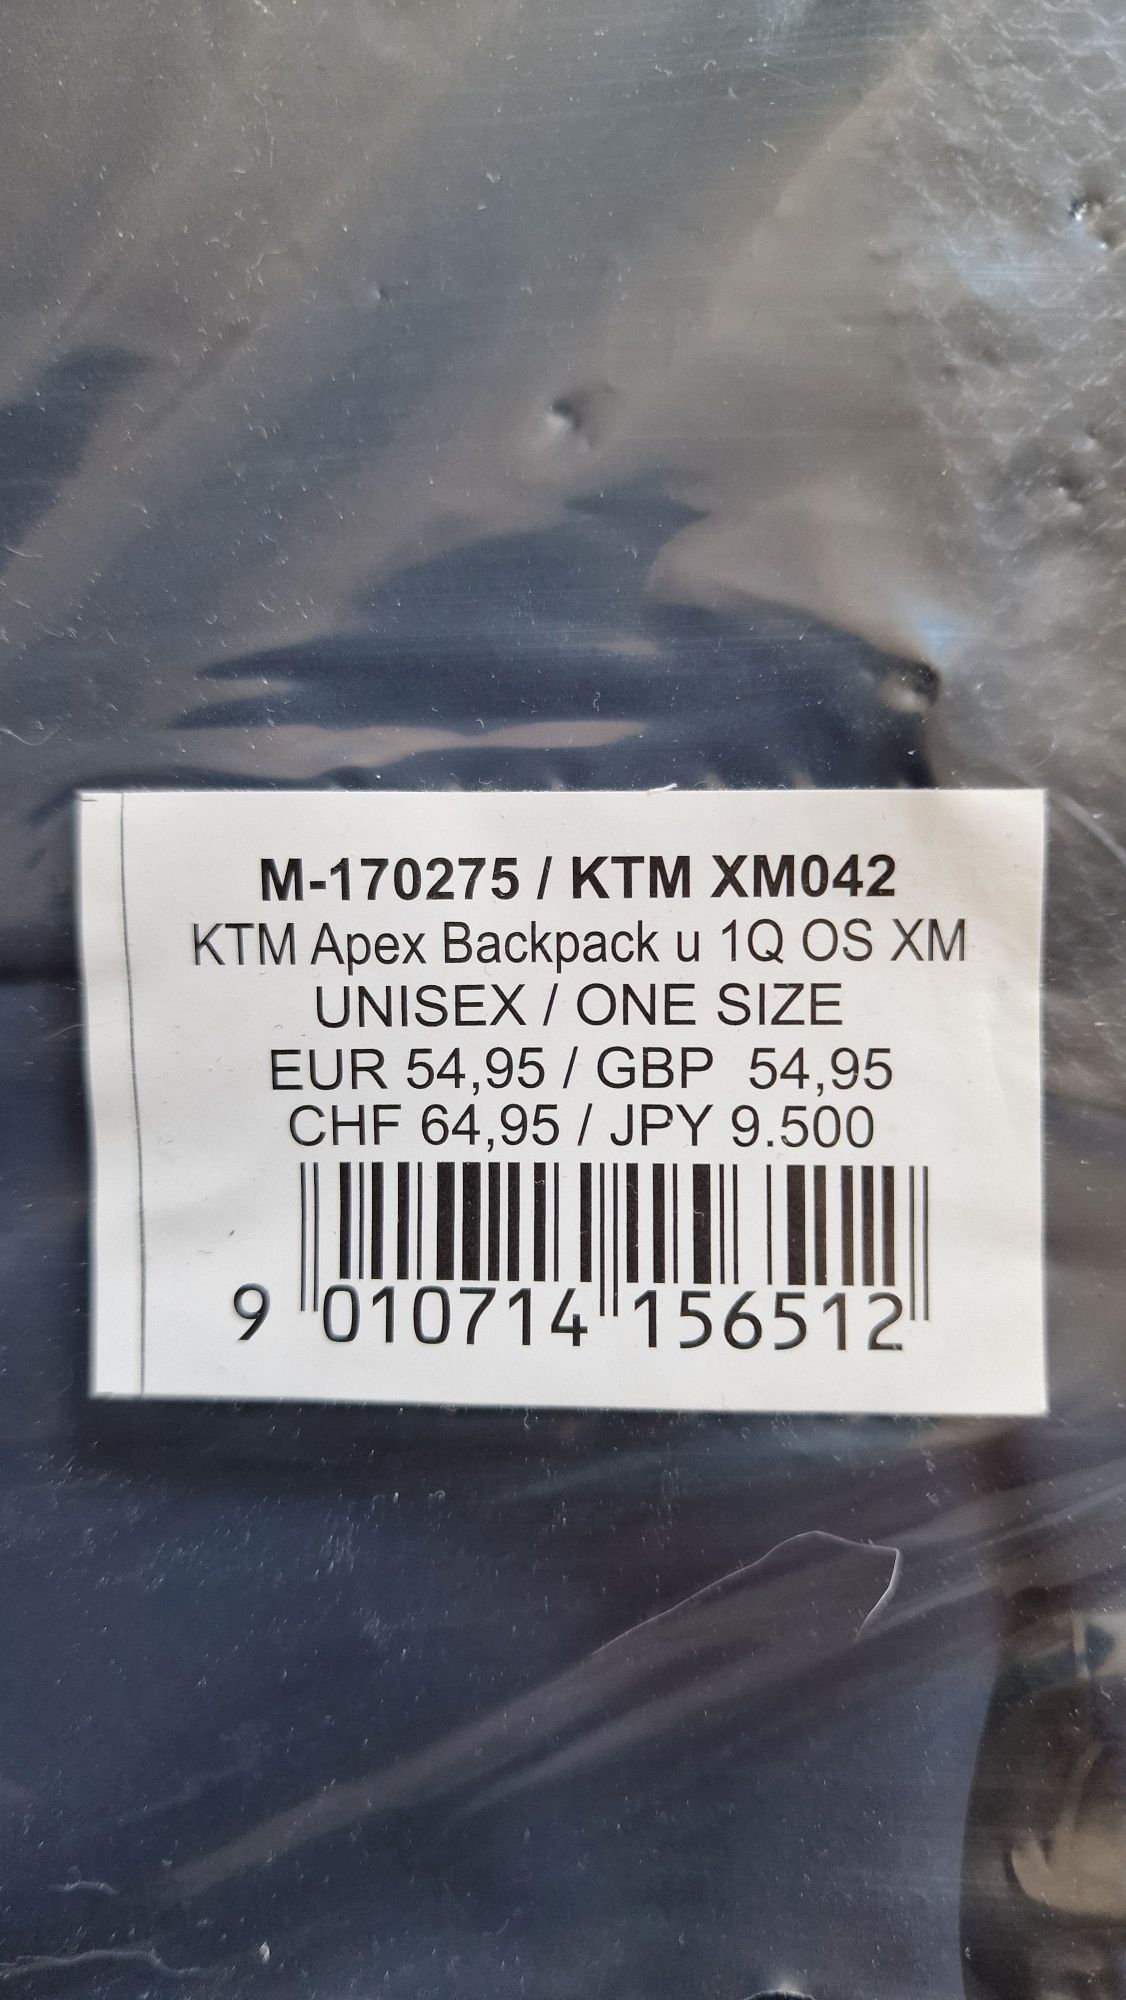 M-170275 / KTM XM042
KTM Apex Backpack u 1Q OS XM
UNISEX / ONE SIZE
EUR 54,95 / GBP 54,95
CHF 64,95 / JPY 9.500
9 010714 156512